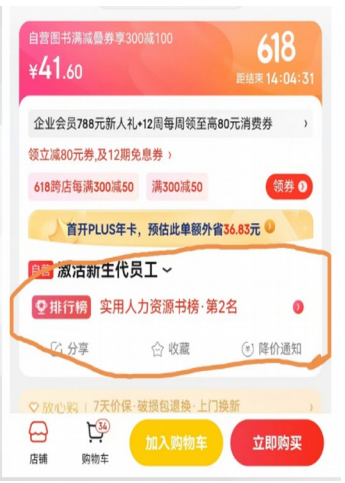 自营图书满减叠券享300减100
¥41.60
618
距结束 14:04:31
企业会员788元新人礼+12周每周领至高80元消费券
领立减80元券,及12期免息券
618跨店每满300减50
满300减50
领券
首开PLUS年卡，预估此单额外省36.83元
自营 激活新生代员工
排行榜 实用人力资源书榜·第2名
分享
收藏
降价通知
放心购 | 7天价保·破损包退换·上门换新
店铺
34
购物车
加入购物车
立即购买